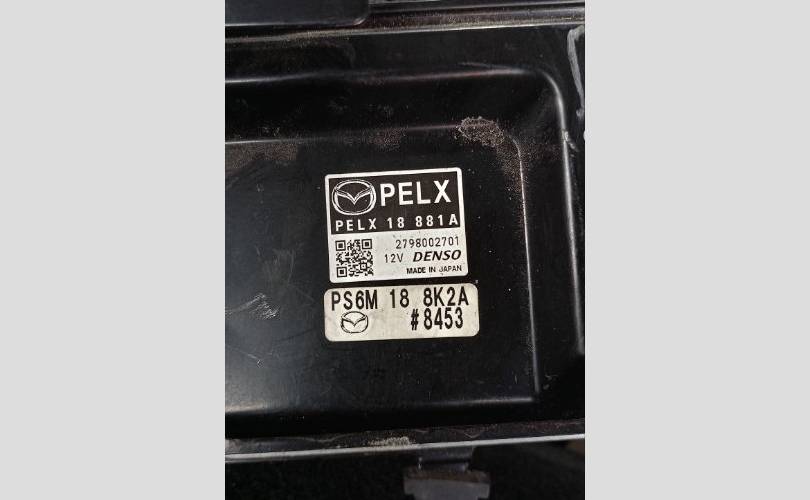 PELX
PELX 18 881A
2798002701
12V DENSO
MADE IN JAPAN
PS6M 18 8K2A
#8453